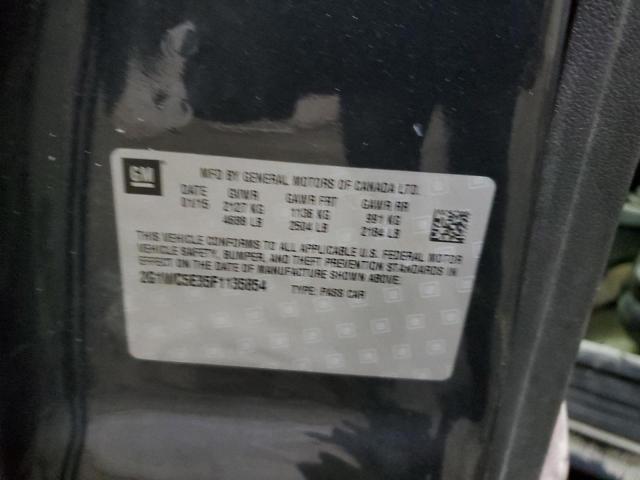 GM
MFD BY GENERAL MOTORS OF CANADA LTD.
DATE GVWR GAWR FRT GAWR RR
01/15 2127 KG 1136 KG 991 KG
4688 LB 2504 LB 2184 LB
THIS VEHICLE CONFORMS TO ALL APPLICABLE U.S. FEDERAL MOTOR
VEHICLE SAFETY, BUMPER, AND THEFT PREVENTION STANDARDS IN
EFFECT ON THE DATE OF MANUFACTURE SHOWN ABOVE.
2G1WC5E35F1135854 TYPE: PASS CAR